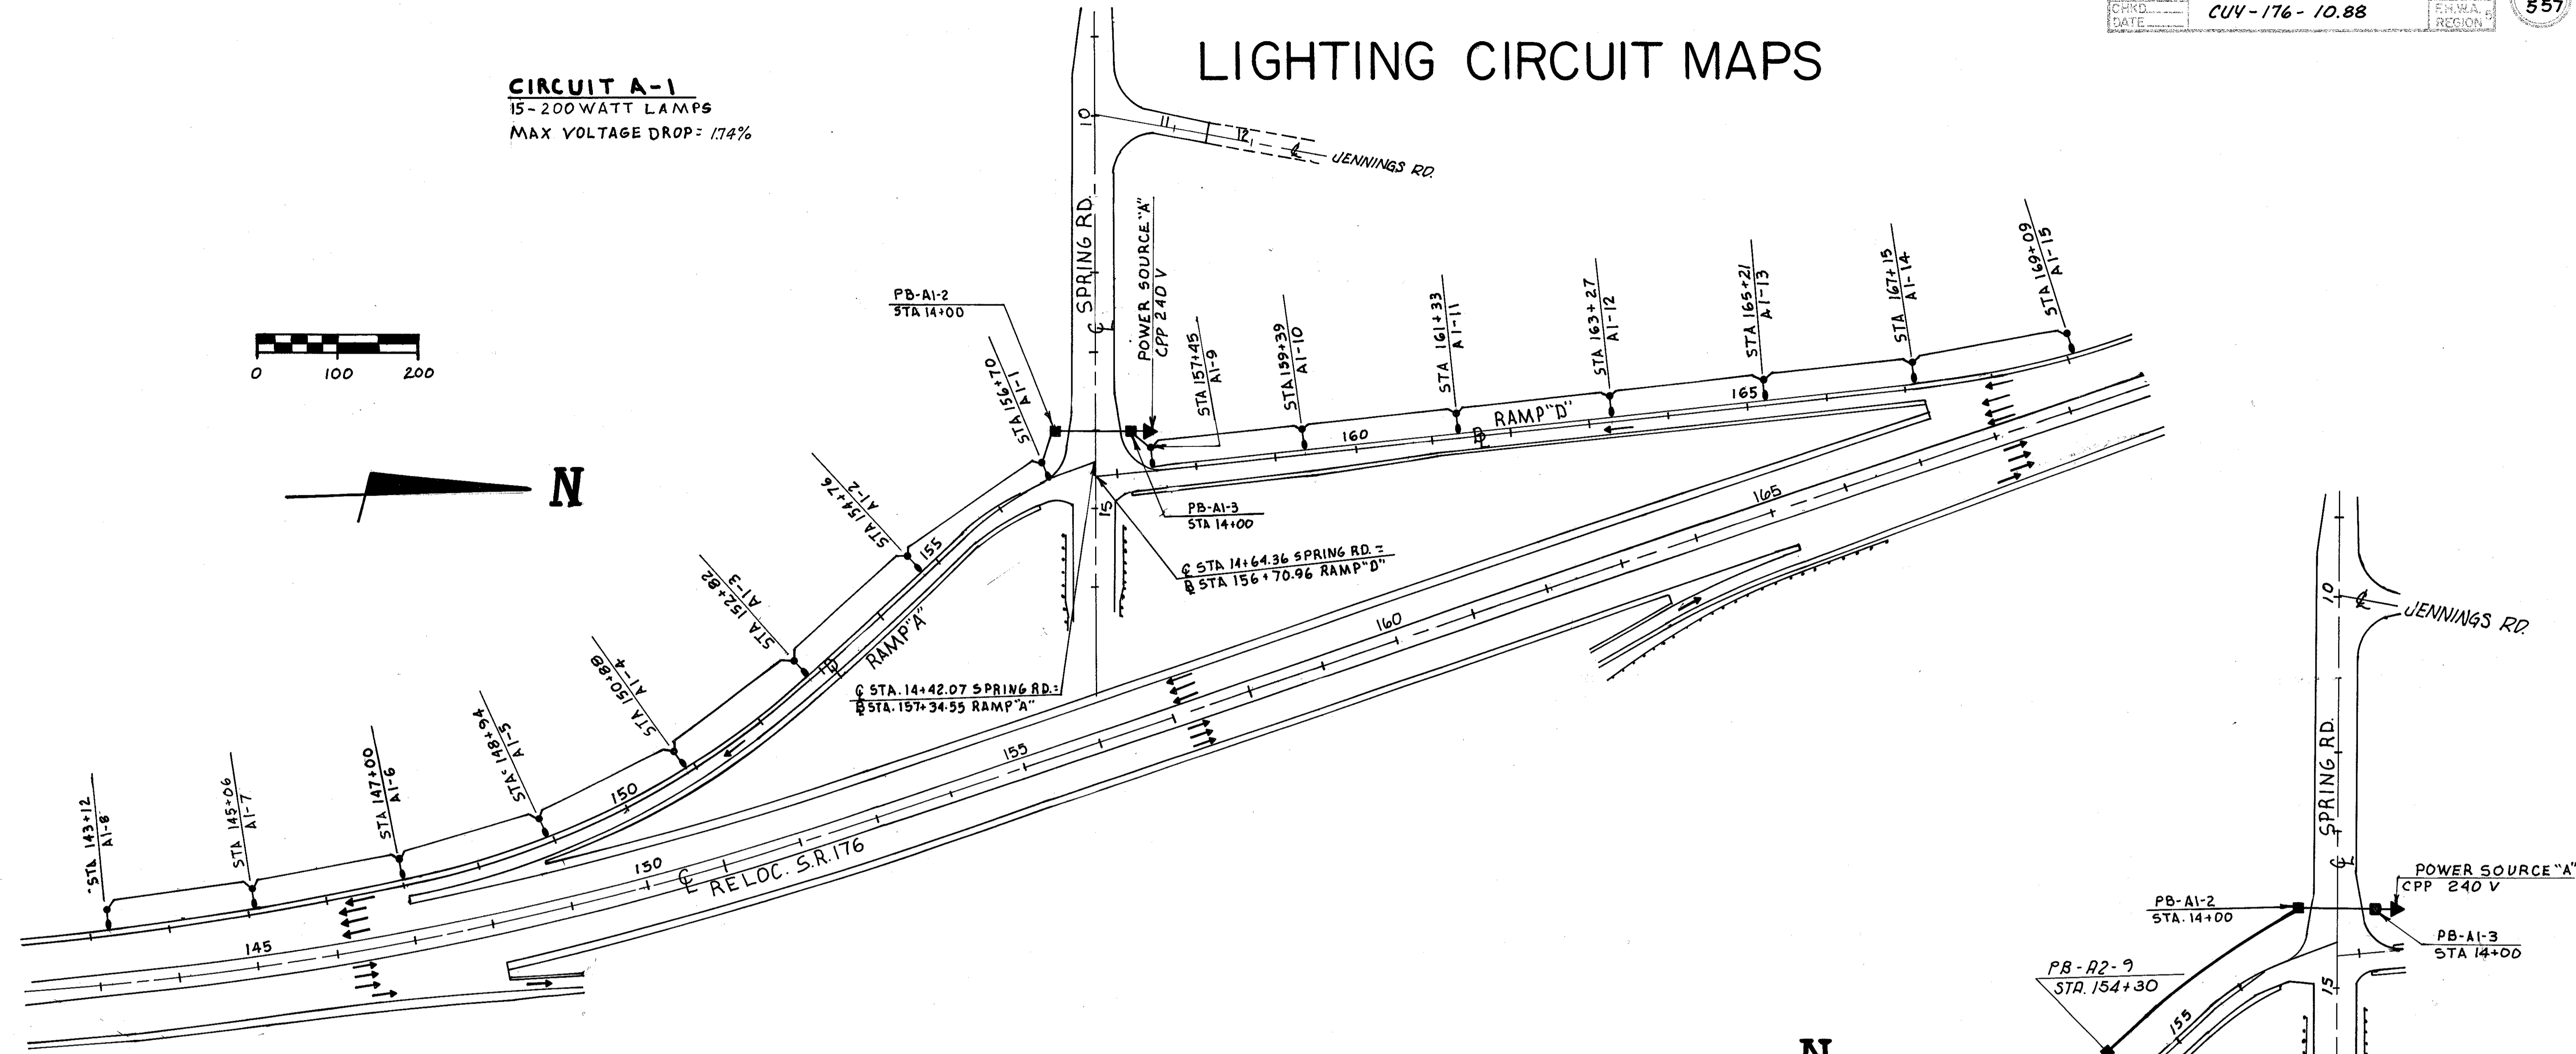 CHKD.
DATE
CUY-176-10.88
F.H.W.A. 5
REGION
557
LIGHTING CIRCUIT MAPS
CIRCUIT A-1
15-200 WATT LAMPS
MAX VOLTAGE DROP= 1.74%
0 100 200
N
10
11
12
℄
JENNINGS RD.
SPRING RD.
℄
POWER SOURCE "A"
CPP 240 V
PB-A1-2
STA 14+00
STA 156+70
A1-1
STA 154+76
A1-2
STA 152+82
A1-3
STA 150+88
A1-4
STA. 148+94
A1-5
STA 147+00
A1-6
STA 145+06
A1-7
STA 143+12
A1-8
STA 157+45
A1-9
STA 159+39
A1-10
STA 161+33
A1-11
STA 163+27
A1-12
STA 165+21
A1-13
STA 167+15
A1-14
STA 169+09
A1-15
160
RAMP "D"
165
15
PB-A1-3
STA 14+00
℄ STA 14+64.36 SPRING RD. =
STA 156+70.96 RAMP "D"
155
RAMP "A"
℄ STA. 14+42.07 SPRING RD.=
STA. 157+34.55 RAMP "A"
150
145
150
℄ RELOC. S.R. 176
155
160
165
10
℄
JENNINGS RD.
SPRING RD.
℄
POWER SOURCE "A"
CPP 240 V
PB-A1-2
STA. 14+00
PB-A1-3
STA 14+00
PB-A2-9
STA. 154+30
155
15
N